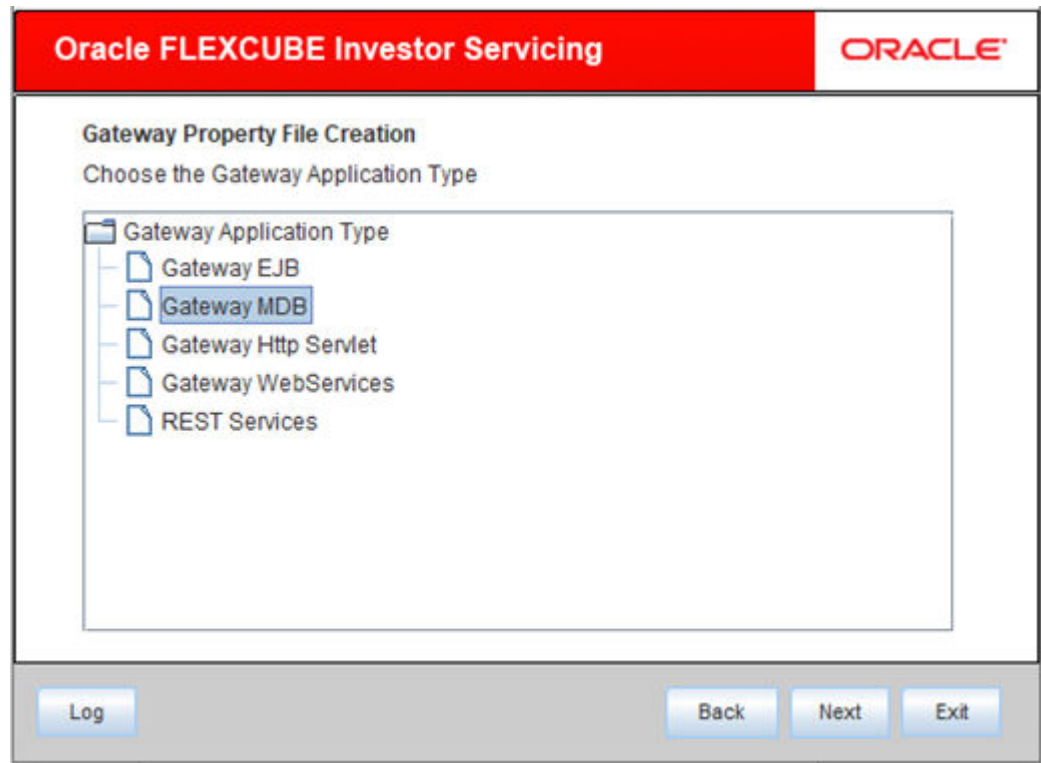 Oracle FLEXCUBE Investor Servicing
ORACLE
Gateway Property File Creation
Choose the Gateway Application Type
Gateway Application Type
Gateway EJB
Gateway MDB
Gateway Http Servlet
Gateway WebServices
REST Services
Log
Back
Next
Exit